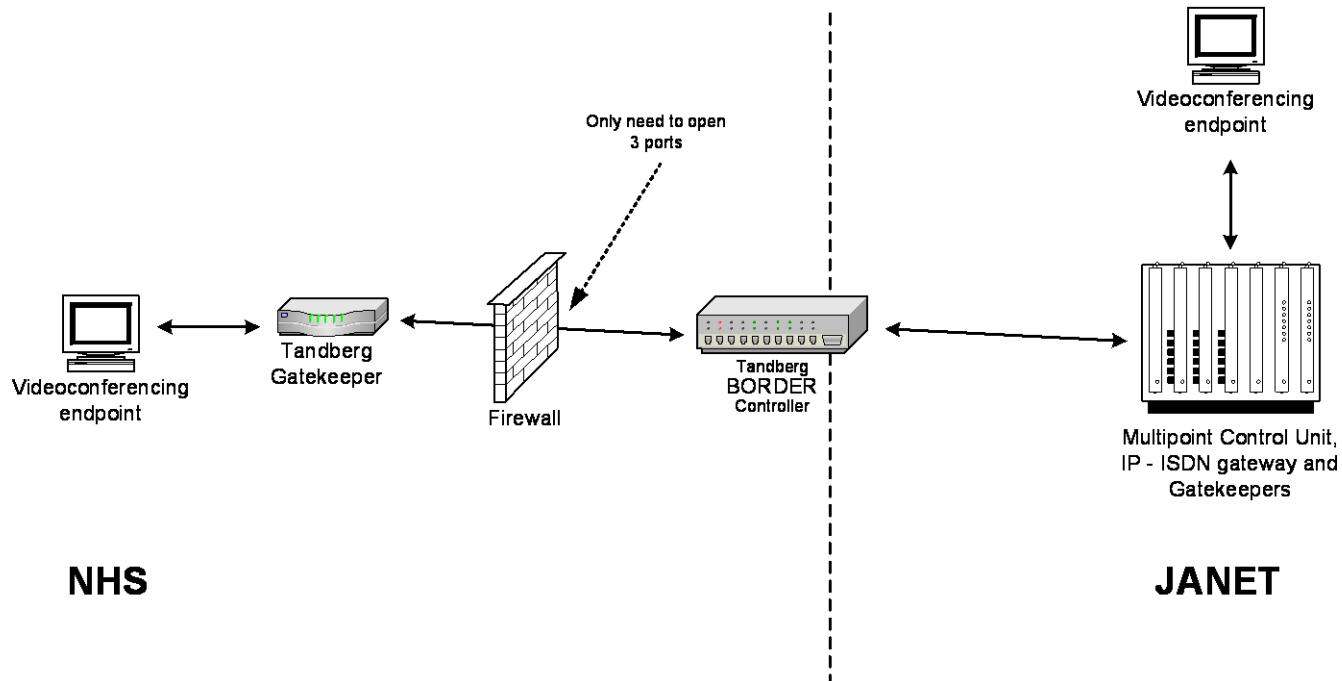 Only need to open
3 ports
Videoconferencing
endpoint
Videoconferencing
endpoint
Tandberg
Gatekeeper
Firewall
Tandberg
BORDER
Controller
Multipoint Control Unit,
IP - ISDN gateway and
Gatekeepers
NHS
JANET